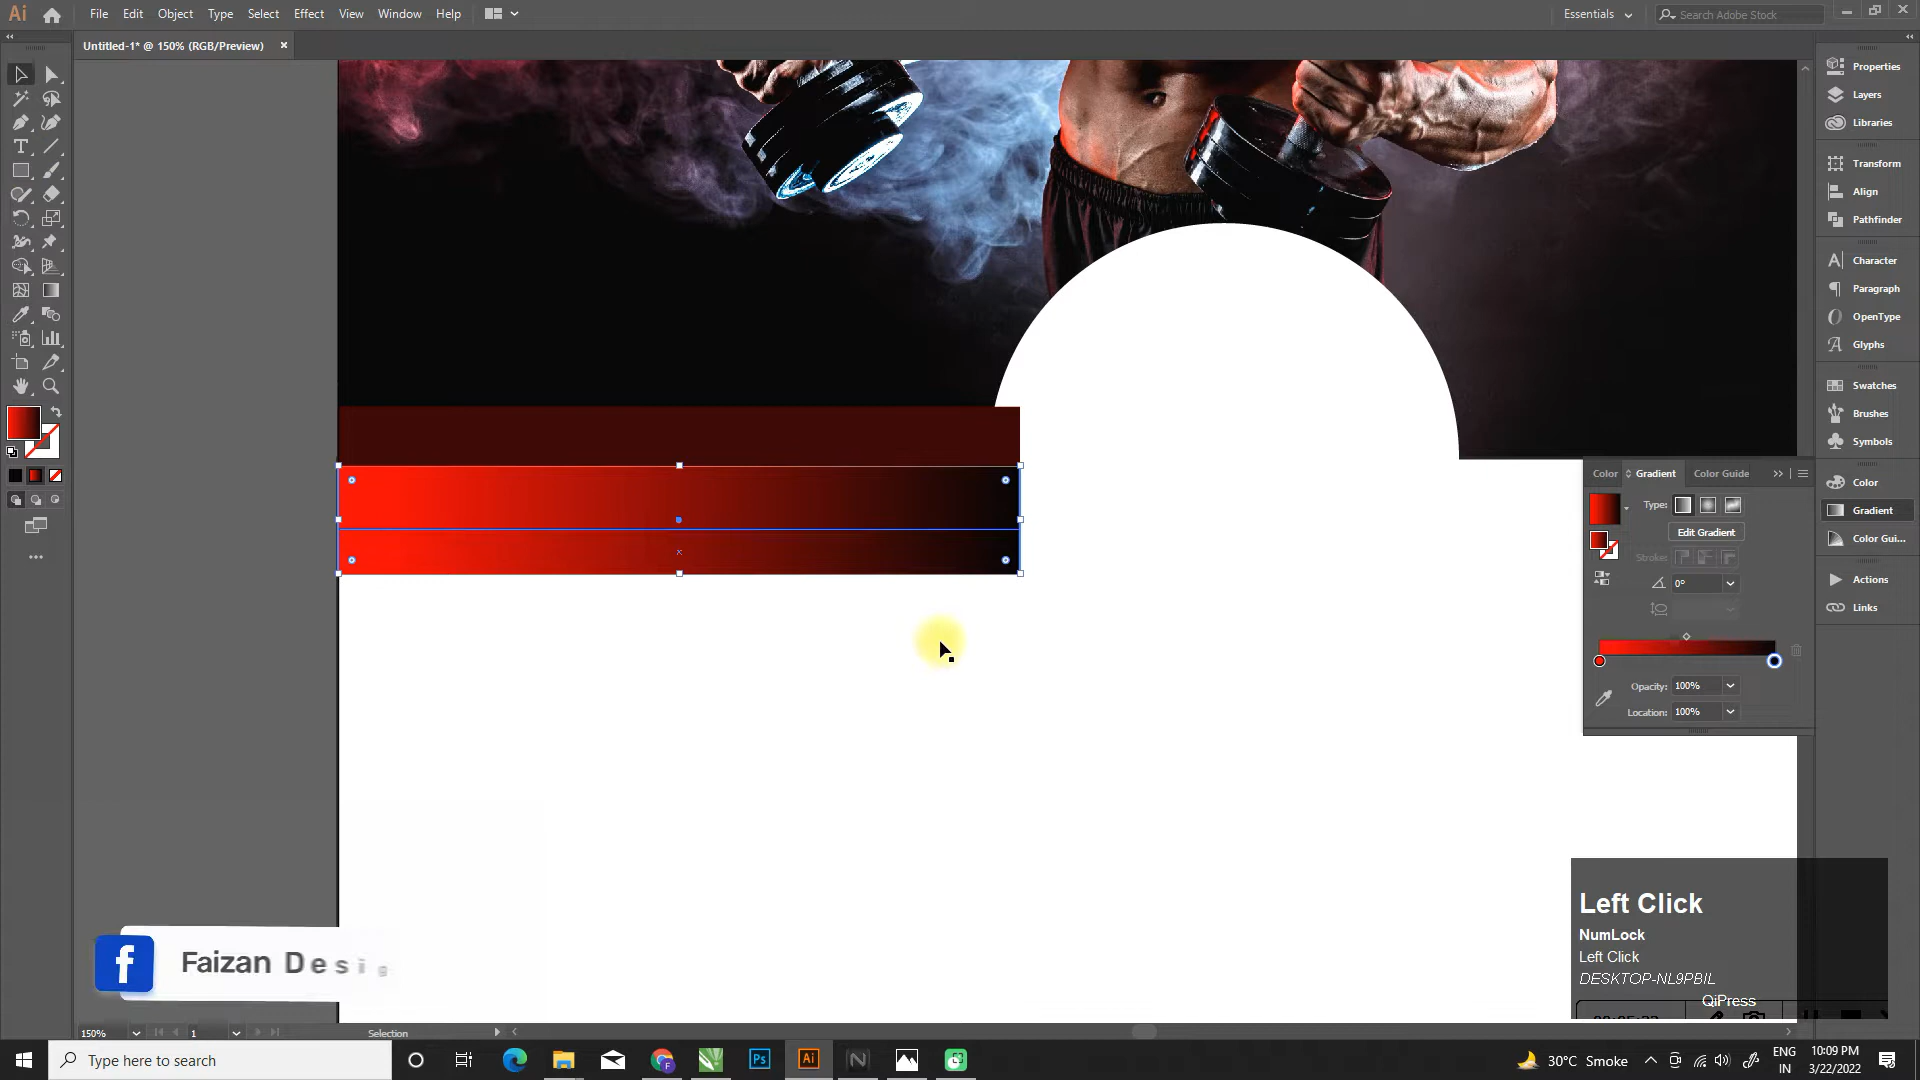 Ai File Edit Object Type Select Effect View Window Help Essentials Search Adobe Stock
Untitled-1* @ 150% (RGB/Preview)
Properties
Layers
Libraries
Transform
Align
Pathfinder
Character
Paragraph
OpenType
Glyphs
Swatches
Brushes
Symbols
Color
Gradient
Color Gui...
Actions
Links
Color Gradient Color Guide
Type:
Edit Gradient
Stroke:
0°
Opacity: 100%
Location: 100%
Left Click
NumLock
Left Click
DESKTOP-NL9PBIL
QiPress
Faizan Desig
150% 1 Selection
Type here to search
Ps Ai
30°C Smoke
ENG
IN
10:09 PM
3/22/2022